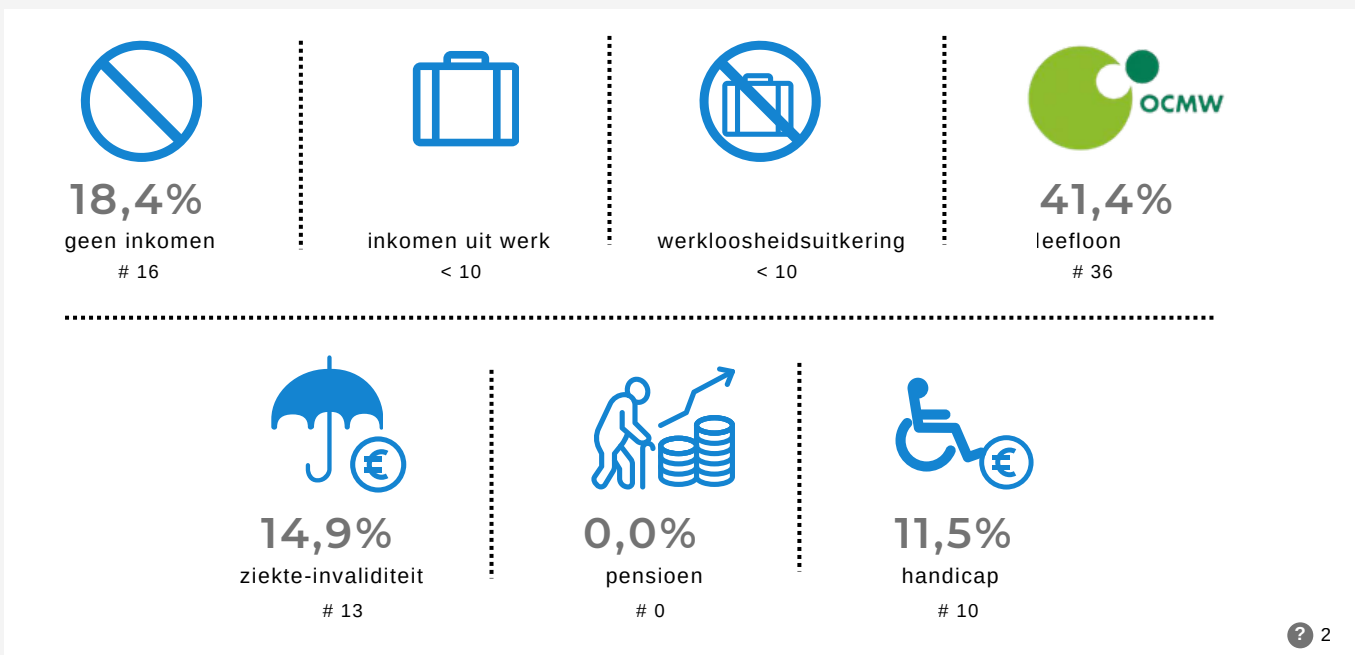 OCMW
18,4%
41,4%
geen inkomen
inkomen uit werk
werkloosheidsuitkering
leefloon
# 16
< 10
< 10
# 36
€
€
14,9%
0,0%
11,5%
ziekte-invaliditeit
pensioen
handicap
# 13
# 0
# 10
? 2